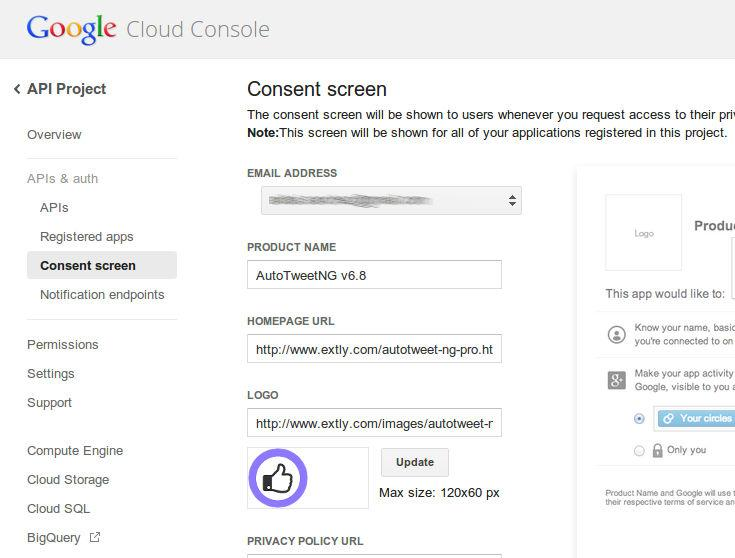 Google Cloud Console
API Project
Overview
APIs & auth
APIs
Registered apps
Consent screen
Notification endpoints
Permissions
Settings
Support
Compute Engine
Cloud Storage
Cloud SQL
BigQuery
Consent screen
The consent screen will be shown to users whenever you request access to their
Note:This screen will be shown for all of your applications registered in this project.
EMAIL ADDRESS
PRODUCT NAME
AutoTweetNG v6.8
HOMEPAGE URL
http://www.extly.com/autotweet-ng-pro.ht
LOGO
http://www.extly.com/images/autotweet-
Update
Max size: 120x60 px
PRIVACY POLICY URL
Logo
This app would like to:
Know your name,
you're connected to on
Make your app activity
Google, visible to you
Your circles
Only you
Product Name and Google will use
their respective terms of service